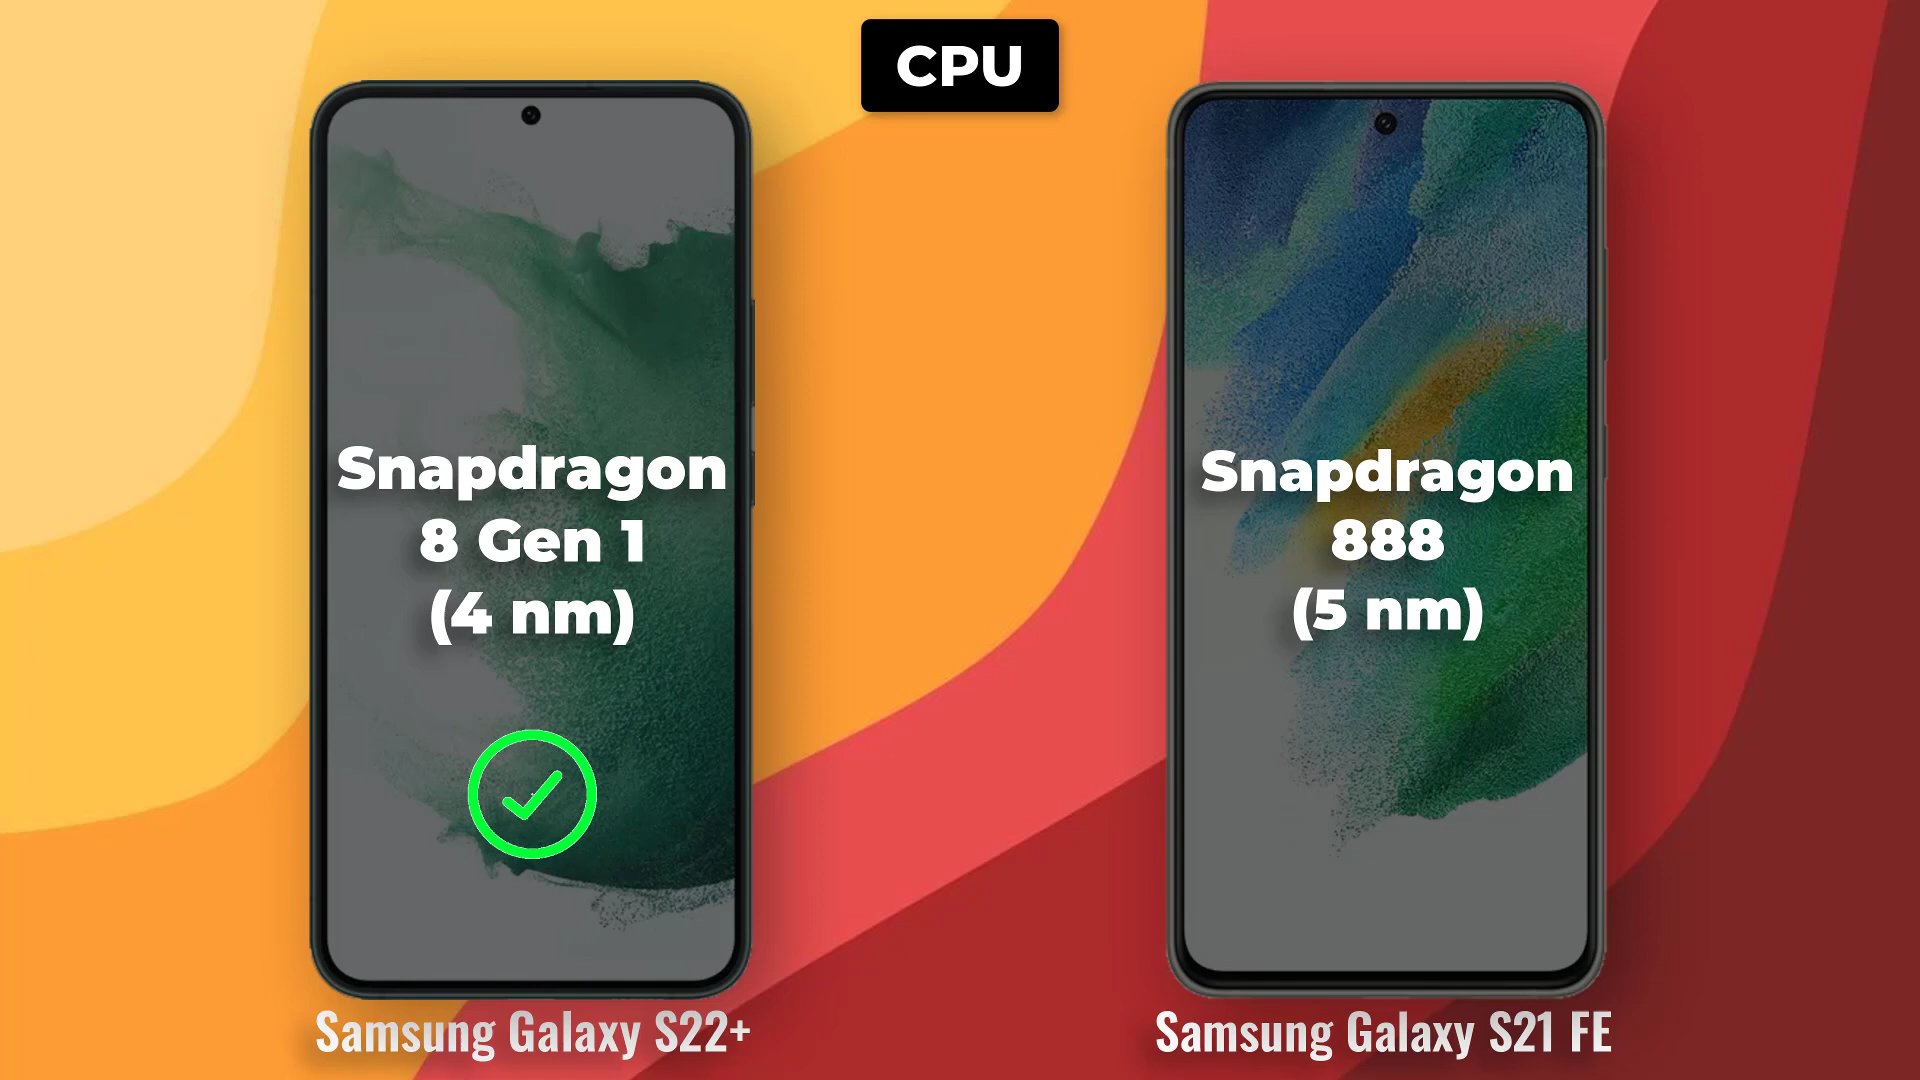 CPU
Snapdragon
8 Gen 1
(4 nm)
Samsung Galaxy S22+
Snapdragon
888
(5 nm)
Samsung Galaxy S21 FE